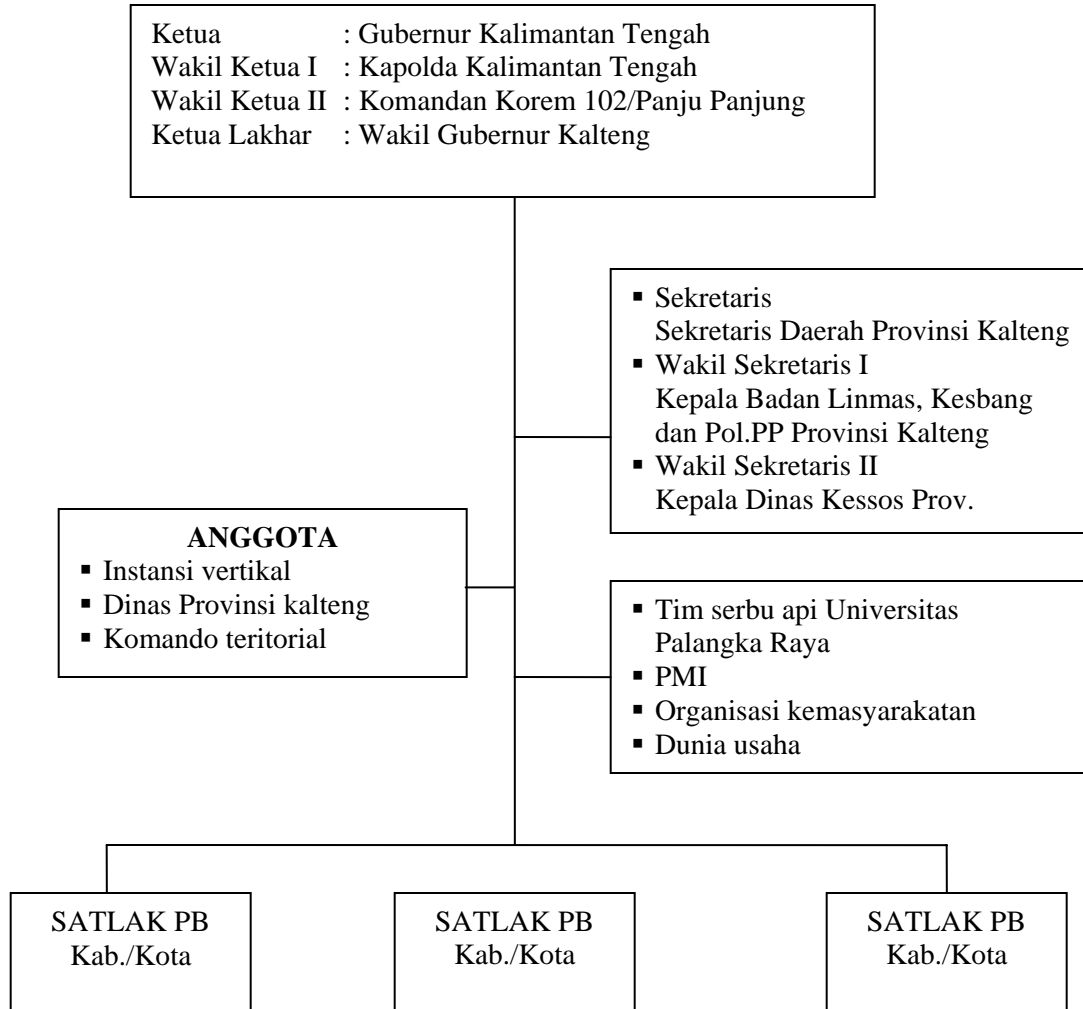 Ketua : Gubernur Kalimantan Tengah
Wakil Ketua I : Kapolda Kalimantan Tengah
Wakil Ketua II : Komandan Korem 102/Panju Panjung
Ketua Lakhar : Wakil Gubernur Kalteng
▪ Sekretaris
Sekretaris Daerah Provinsi Kalteng
▪ Wakil Sekretaris I
Kepala Badan Linmas, Kesbang
dan Pol.PP Provinsi Kalteng
▪ Wakil Sekretaris II
Kepala Dinas Kessos Prov.
ANGGOTA
▪ Instansi vertikal
▪ Dinas Provinsi kalteng
▪ Komando teritorial
▪ Tim serbu api Universitas
Palangka Raya
▪ PMI
▪ Organisasi kemasyarakatan
▪ Dunia usaha
SATLAK PB
Kab./Kota
SATLAK PB
Kab./Kota
SATLAK PB
Kab./Kota